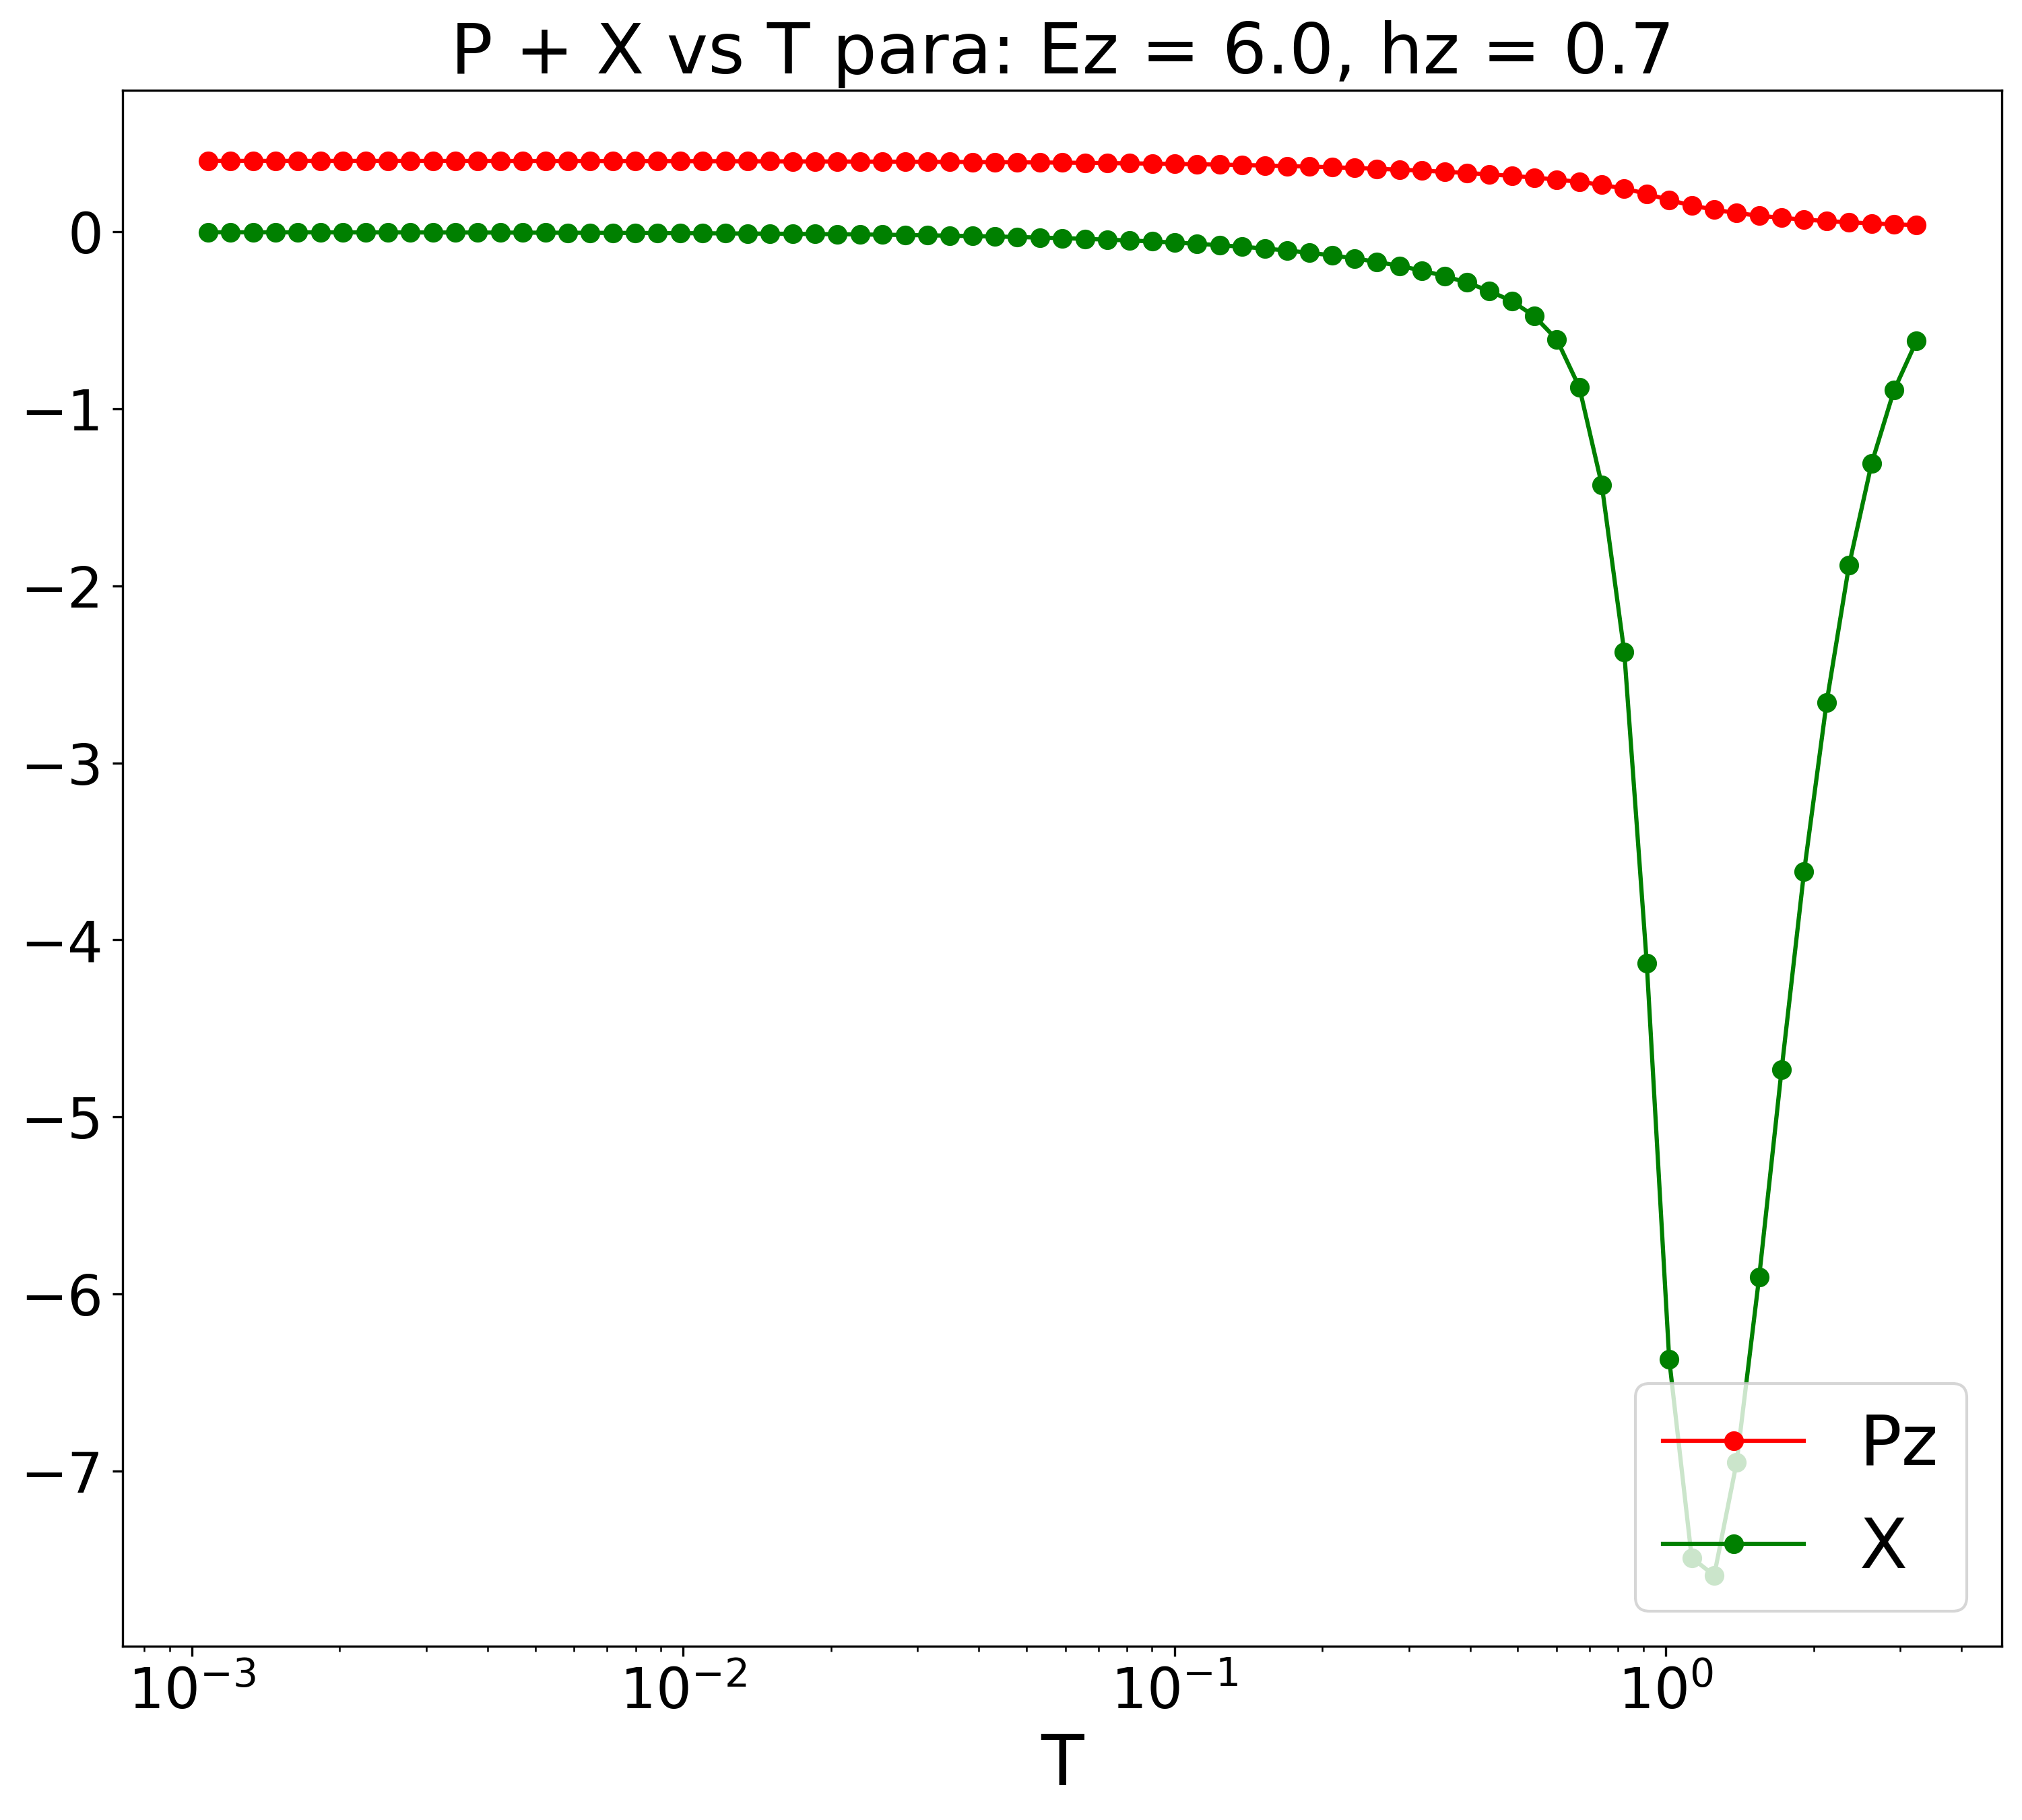 P + X vs T para: Ez = 6.0, hz = 0.7
0
−1
−2
−3
−4
−5
−6
−7
Pz
X
10⁻³ 10⁻² 10⁻¹ 10⁰
T